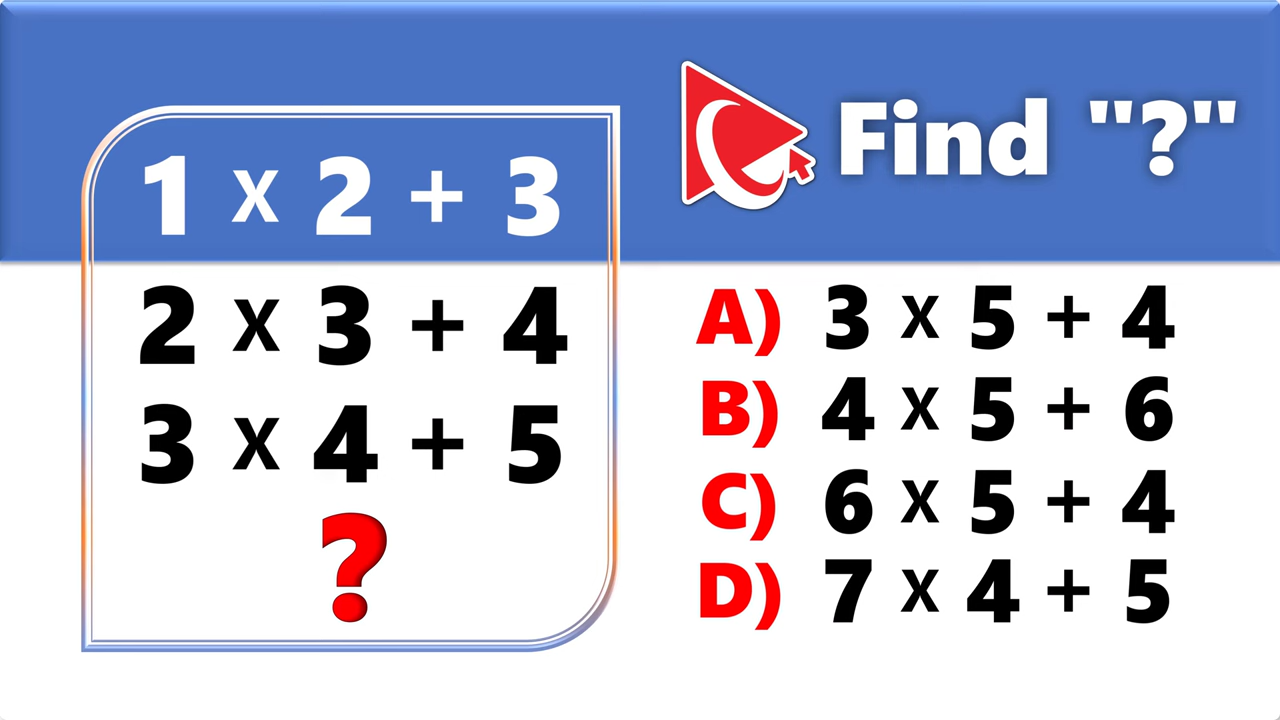 Find "?"
1 x 2 + 3
2 x 3 + 4
3 x 4 + 5
?
A) 3 x 5 + 4
B) 4 x 5 + 6
C) 6 x 5 + 4
D) 7 x 4 + 5